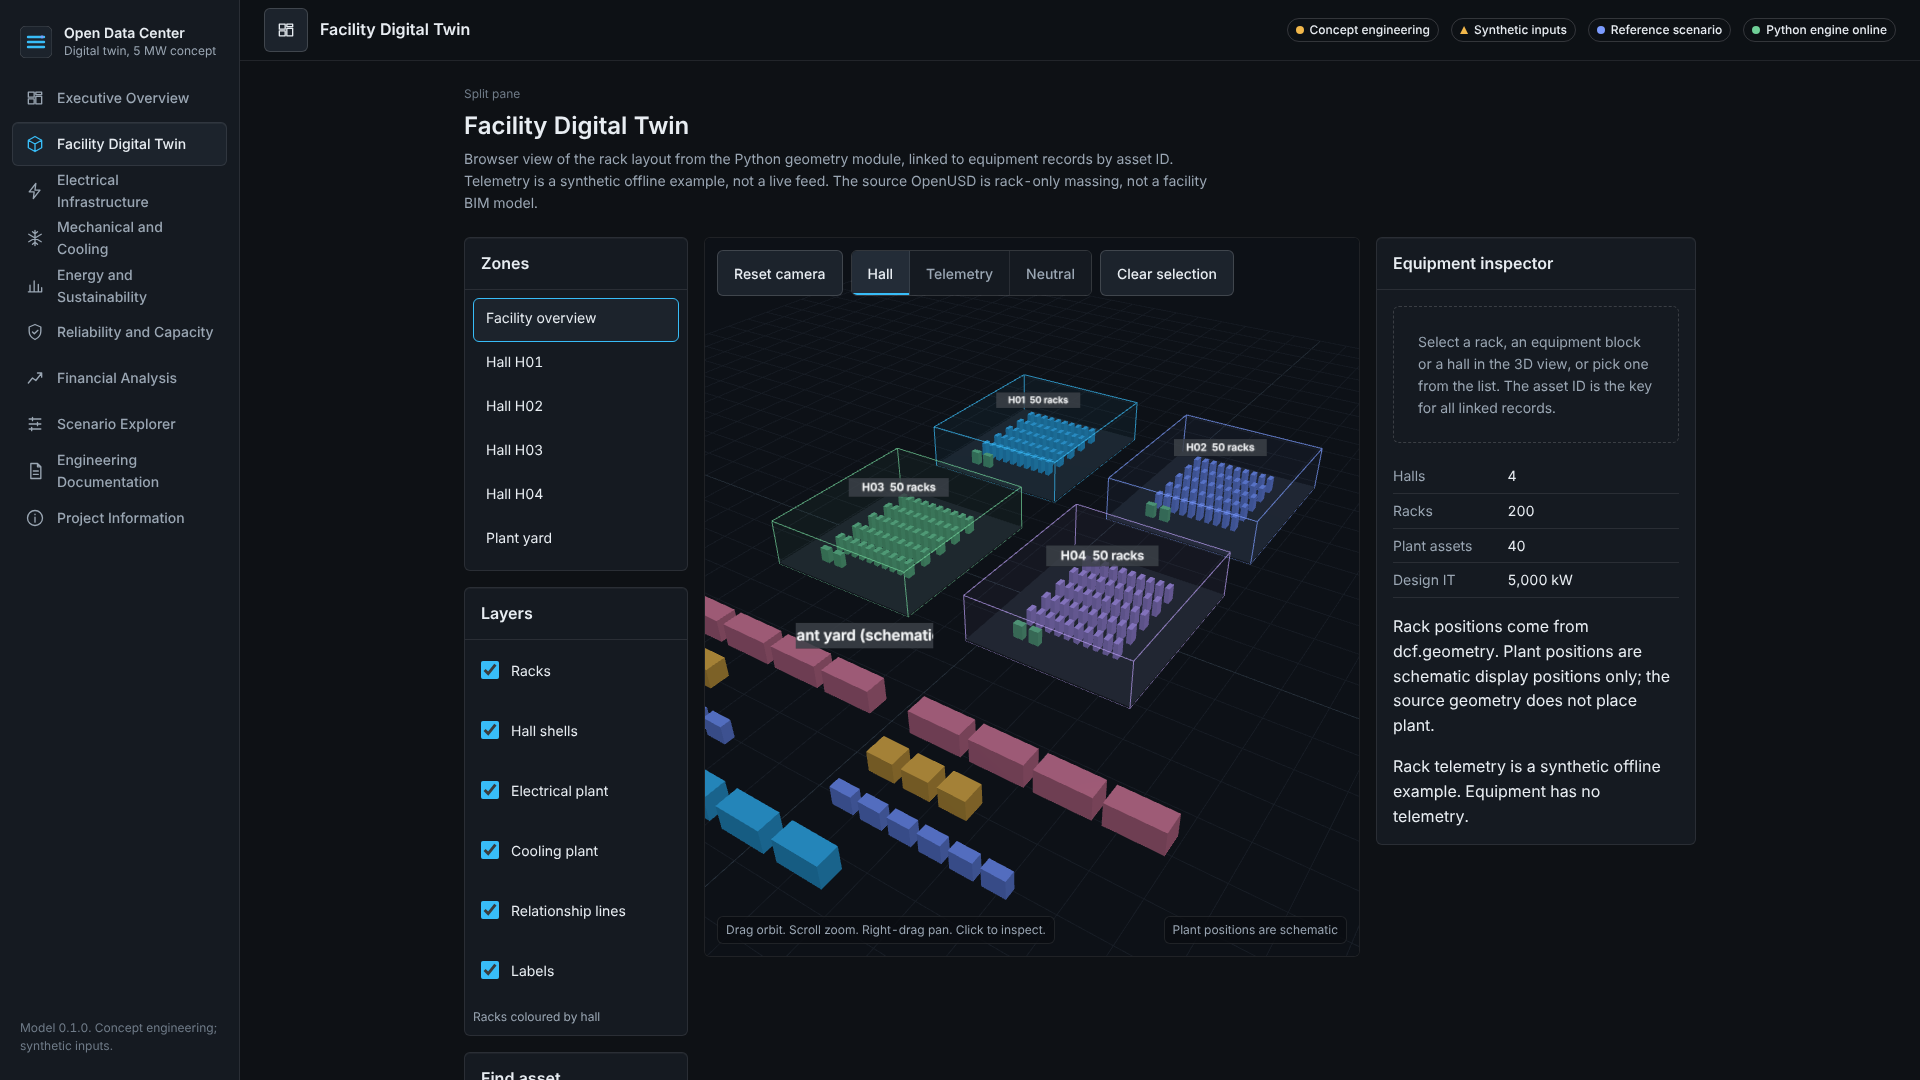 Open Data Center
Digital twin, 5 MW concept
Executive Overview
Facility Digital Twin
Electrical
Infrastructure
Mechanical and
Cooling
Energy and
Sustainability
Reliability and Capacity
Financial Analysis
Scenario Explorer
Engineering
Documentation
Project Information
Model 0.1.0. Concept engineering;
synthetic inputs.
Facility Digital Twin
Concept engineering
Synthetic inputs
Reference scenario
Python engine online
Split pane
Facility Digital Twin
Browser view of the rack layout from the Python geometry module, linked to equipment records by asset ID.
Telemetry is a synthetic offline example, not a live feed. The source OpenUSD is rack-only massing, not a facility
BIM model.
Zones
Facility overview
Hall H01
Hall H02
Hall H03
Hall H04
Plant yard
Layers
Racks
Hall shells
Electrical plant
Cooling plant
Relationship lines
Labels
Racks coloured by hall
Find asset
Reset camera
Hall
Telemetry
Neutral
Clear selection
H01 50 racks
H02 50 racks
H03 50 racks
H04 50 racks
ant yard (schemati
Drag orbit. Scroll zoom. Right-drag pan. Click to inspect.
Plant positions are schematic
Equipment inspector
Select a rack, an equipment block
or a hall in the 3D view, or pick one
from the list. The asset ID is the key
for all linked records.
Halls 4
Racks 200
Plant assets 40
Design IT 5,000 kW
Rack positions come from
dcf.geometry. Plant positions are
schematic display positions only; the
source geometry does not place
plant.
Rack telemetry is a synthetic offline
example. Equipment has no
telemetry.